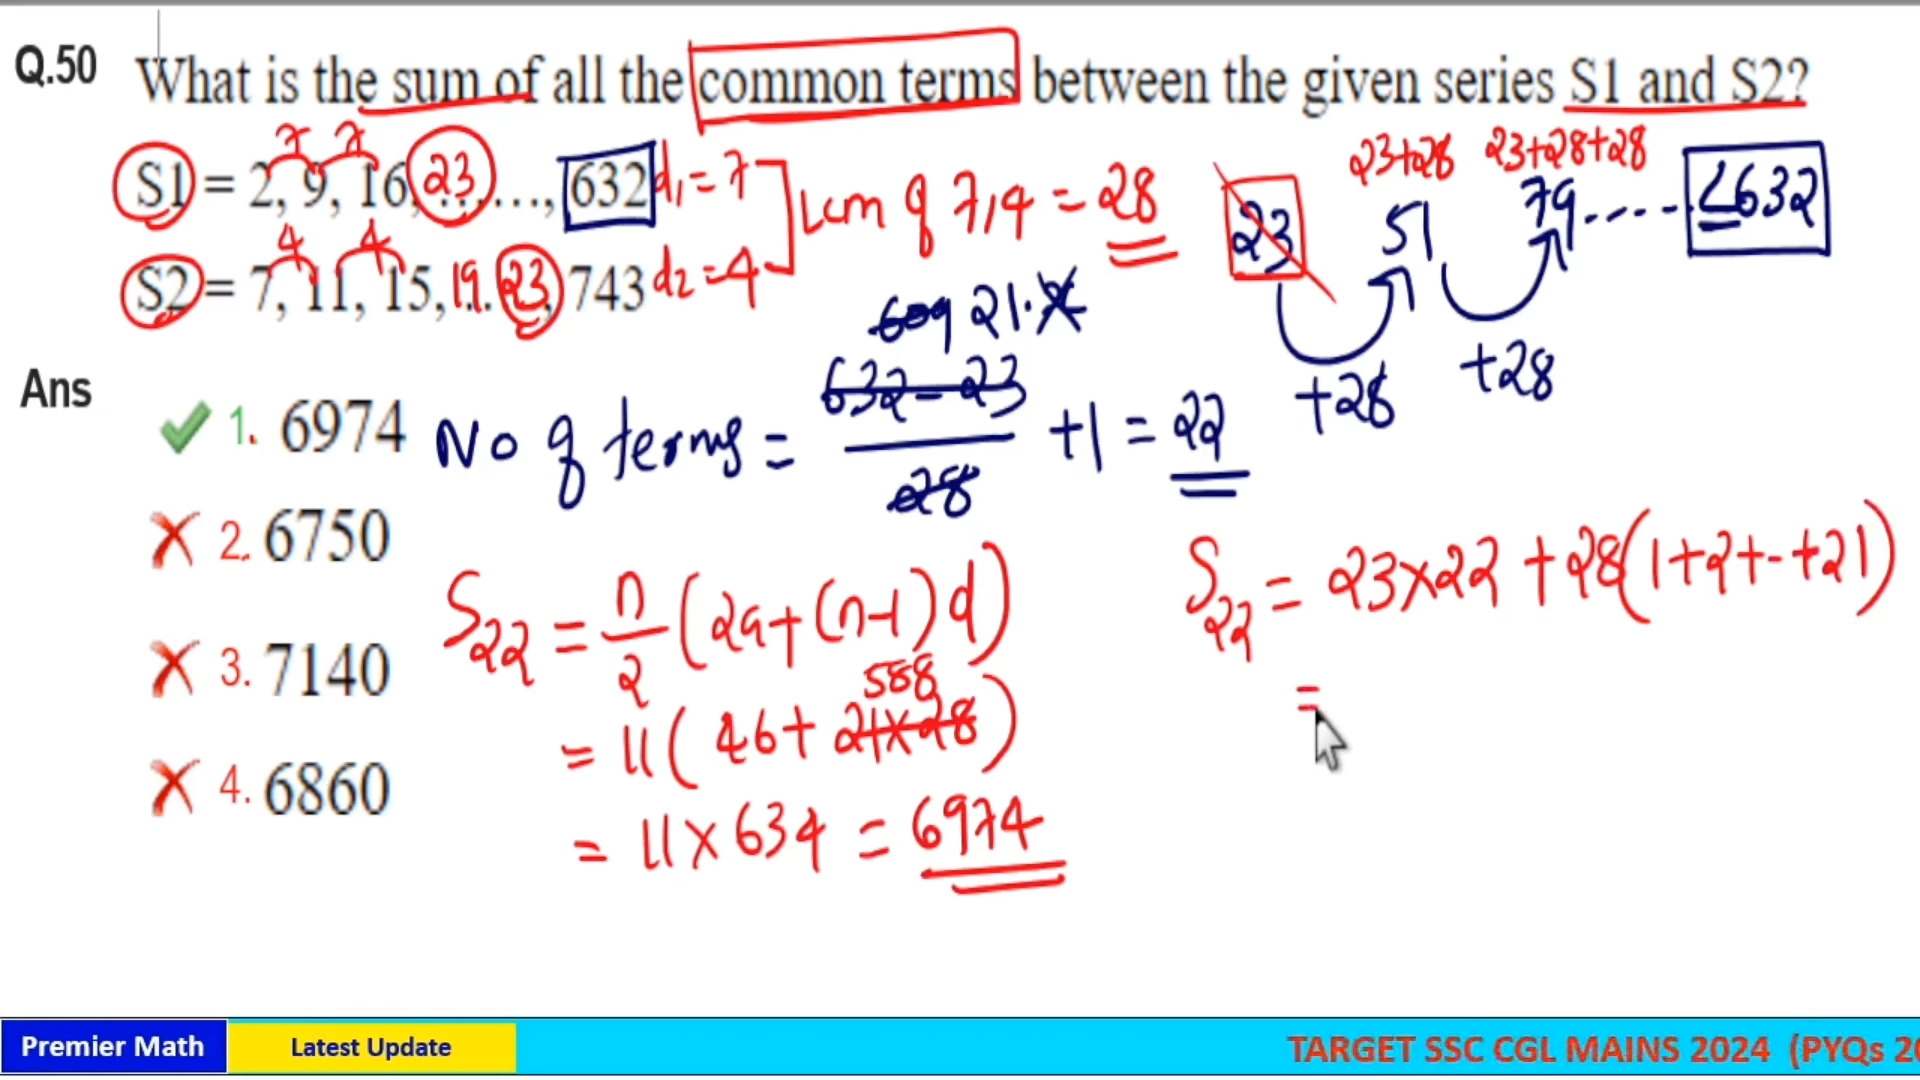 Q.50 What is the sum of all the common terms between the given series S1 and S2?
7 7 23+28 23+28+28
S1 = 2, 9, 16, 23 ......, 632 d₁=7
Lcm of 7,4 = 28
23 51 79 ..... ≤632
4 4
S2 = 7, 11, 15, 19, ... 23, 743 d₂=4
+28 +28
609 21.
Ans
1. 6974
No of terms = 632-23 / 28 +1 = 22
2. 6750
S₂₂ = n/2 (2a+(n-1)d)
S₂₂ = 23×22 + 28(1+2+-+21)
=
3. 7140
588
= 11( 46+ 21×28)
4. 6860
= 11×634 = 6974
Premier Math
Latest Update
TARGET SSC CGL MAINS 2024 (PYQs 20